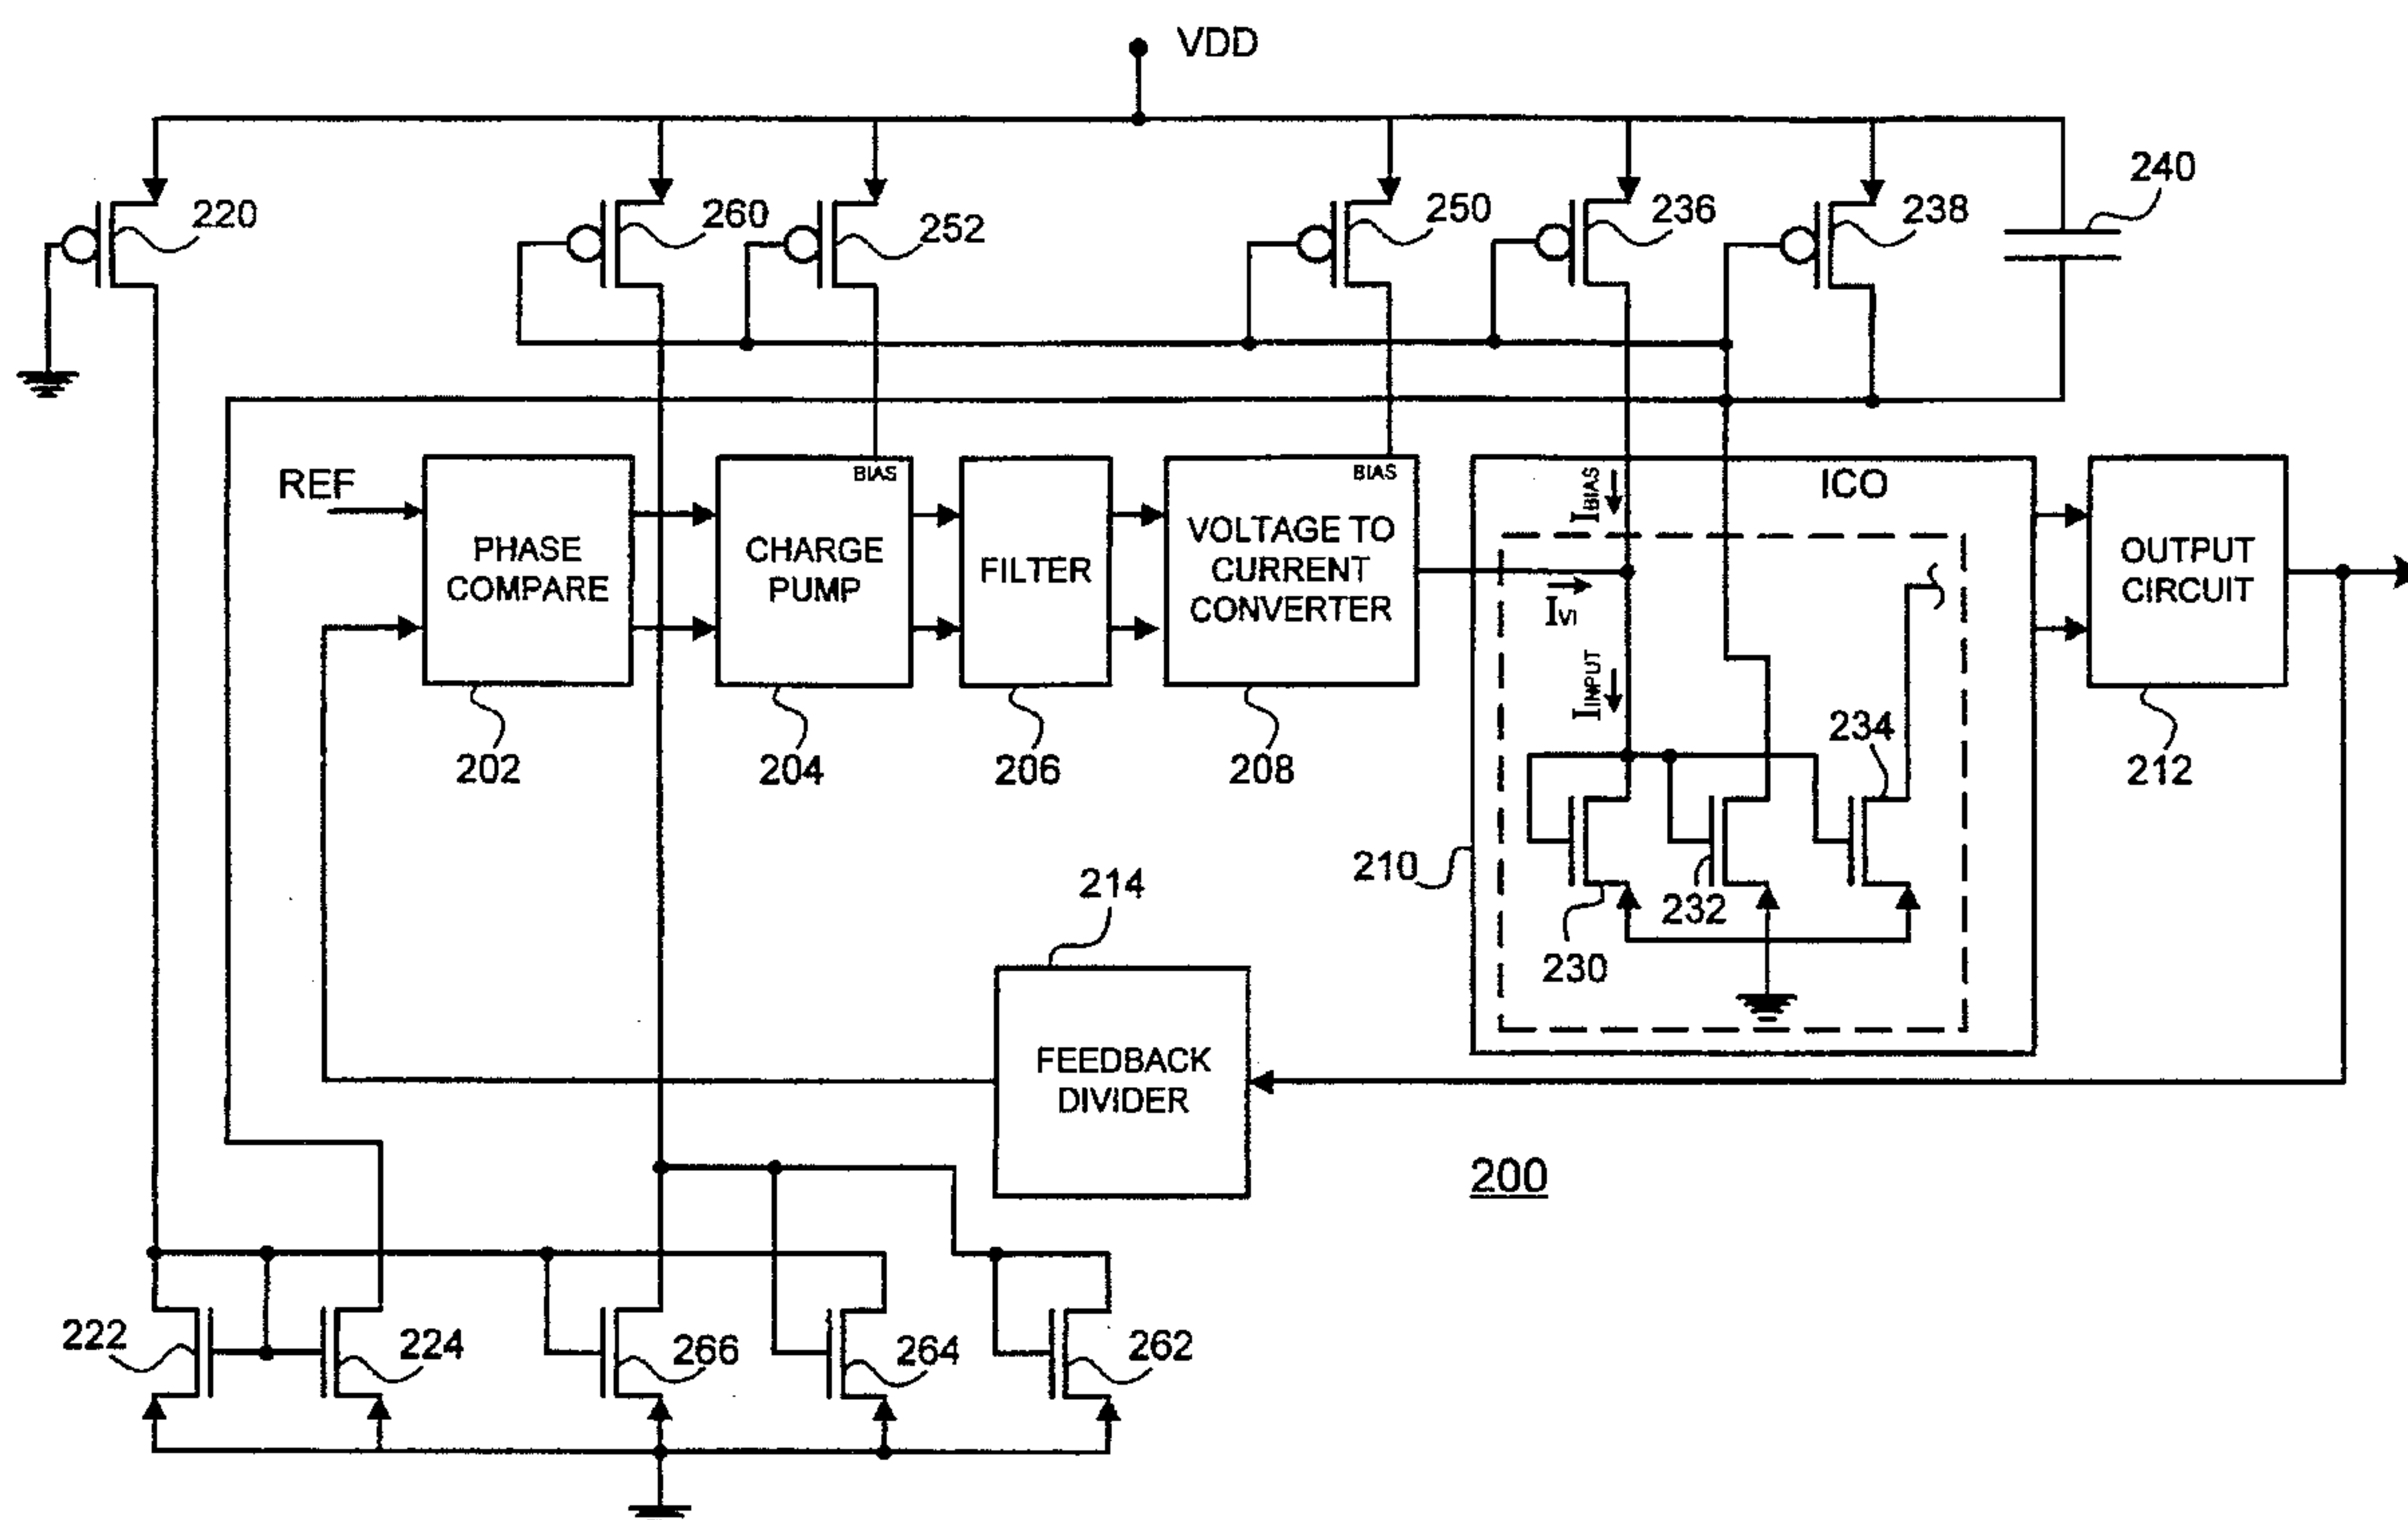 VDD
220
260
252
250
236
238
240
REF
PHASE
COMPARE
202
BIAS
CHARGE
PUMP
204
FILTER
206
BIAS
VOLTAGE TO
CURRENT
CONVERTER
208
ICO
IBIAS
IVI
IINPUT
234
232
230
210
OUTPUT
CIRCUIT
212
214
FEEDBACK
DIVIDER
200
222
224
266
264
262